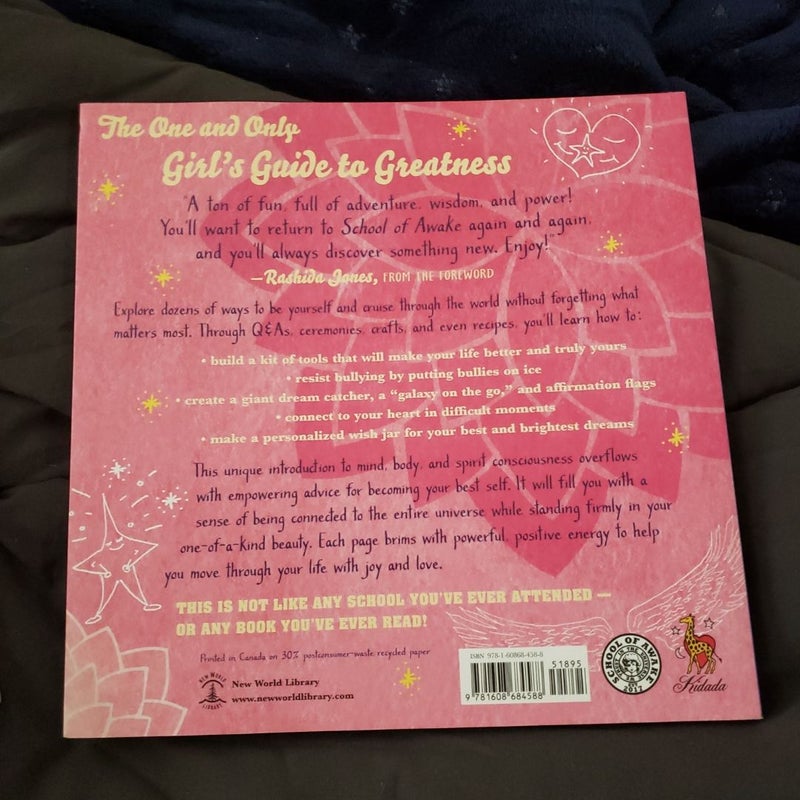 The One and Only
Girl's Guide to Greatness
"A ton of fun, full of adventure, wisdom, and power!
You'll want to return to School of Awake again and again,
and you'll always discover something new. Enjoy!"
—Rashida Jones, FROM THE FOREWORD
Explore dozens of ways to be yourself and cruise through the world without forgetting what
matters most. Through Q&As, ceremonies, crafts, and even recipes, you'll learn how to:
• build a kit of tools that will make your life better and truly yours
• resist bullying by putting bullies on ice
• create a giant dream catcher, a "galaxy on the go," and affirmation flags
• connect to your heart in difficult moments
• make a personalized wish jar for your best and brightest dreams
This unique introduction to mind, body, and spirit consciousness overflows
with empowering advice for becoming your best self. It will fill you with a
sense of being connected to the entire universe while standing firmly in your
one-of-a-kind beauty. Each page brims with powerful, positive energy to help
you move through your life with joy and love.
THIS IS NOT LIKE ANY SCHOOL YOU'VE EVER ATTENDED —
OR ANY BOOK YOU'VE EVER READ!
Printed in Canada on 30% postconsumer-waste recycled paper
NEW WORLD
LIBRARY
New World Library
www.newworldlibrary.com
ISBN 978-1-60868-458-8
51895
9 781608 684588
SCHOOL OF AWAKE
2017
Kidada